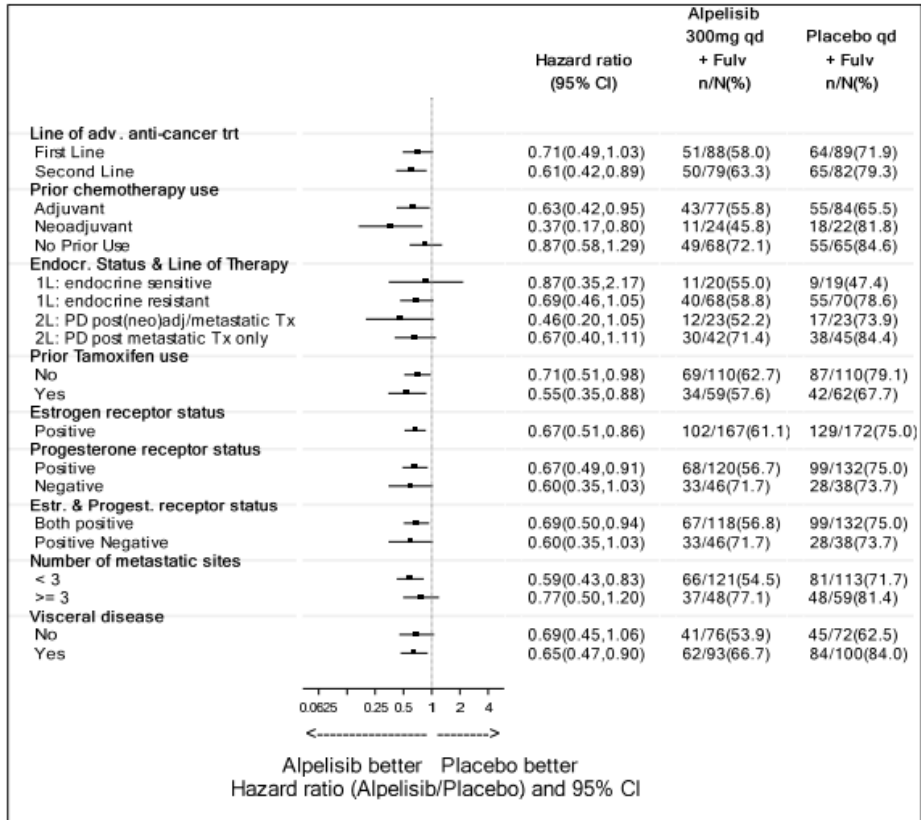 Alpelisib
300mg qd Placebo qd
Hazard ratio + Fulv + Fulv
(95% CI) n/N(%) n/N(%)
Line of adv. anti-cancer trt
First Line 0.71(0.49,1.03) 51/88(58.0) 64/89(71.9)
Second Line 0.61(0.42,0.89) 50/79(63.3) 65/82(79.3)
Prior chemotherapy use
Adjuvant 0.63(0.42,0.95) 43/77(55.8) 55/84(65.5)
Neoadjuvant 0.37(0.17,0.80) 11/24(45.8) 18/22(81.8)
No Prior Use 0.87(0.58,1.29) 49/68(72.1) 55/65(84.6)
Endocr. Status & Line of Therapy
1L: endocrine sensitive 0.87(0.35,2.17) 11/20(55.0) 9/19(47.4)
1L: endocrine resistant 0.69(0.46,1.05) 40/68(58.8) 55/70(78.6)
2L: PD post(neo)adj/metastatic Tx 0.46(0.20,1.05) 12/23(52.2) 17/23(73.9)
2L: PD post metastatic Tx only 0.67(0.40,1.11) 30/42(71.4) 38/45(84.4)
Prior Tamoxifen use
No 0.71(0.51,0.98) 69/110(62.7) 87/110(79.1)
Yes 0.55(0.35,0.88) 34/59(57.6) 42/62(67.7)
Estrogen receptor status
Positive 0.67(0.51,0.86) 102/167(61.1) 129/172(75.0)
Progesterone receptor status
Positive 0.67(0.49,0.91) 68/120(56.7) 99/132(75.0)
Negative 0.60(0.35,1.03) 33/46(71.7) 28/38(73.7)
Estr. & Progest. receptor status
Both positive 0.69(0.50,0.94) 67/118(56.8) 99/132(75.0)
Positive Negative 0.60(0.35,1.03) 33/46(71.7) 28/38(73.7)
Number of metastatic sites
< 3 0.59(0.43,0.83) 66/121(54.5) 81/113(71.7)
>= 3 0.77(0.50,1.20) 37/48(77.1) 48/59(81.4)
Visceral disease
No 0.69(0.45,1.06) 41/76(53.9) 45/72(62.5)
Yes 0.65(0.47,0.90) 62/93(66.7) 84/100(84.0)
0.0625 0.25 0.5 1 2 4
<-------------------- -------->
Alpelisib better Placebo better
Hazard ratio (Alpelisib/Placebo) and 95% CI